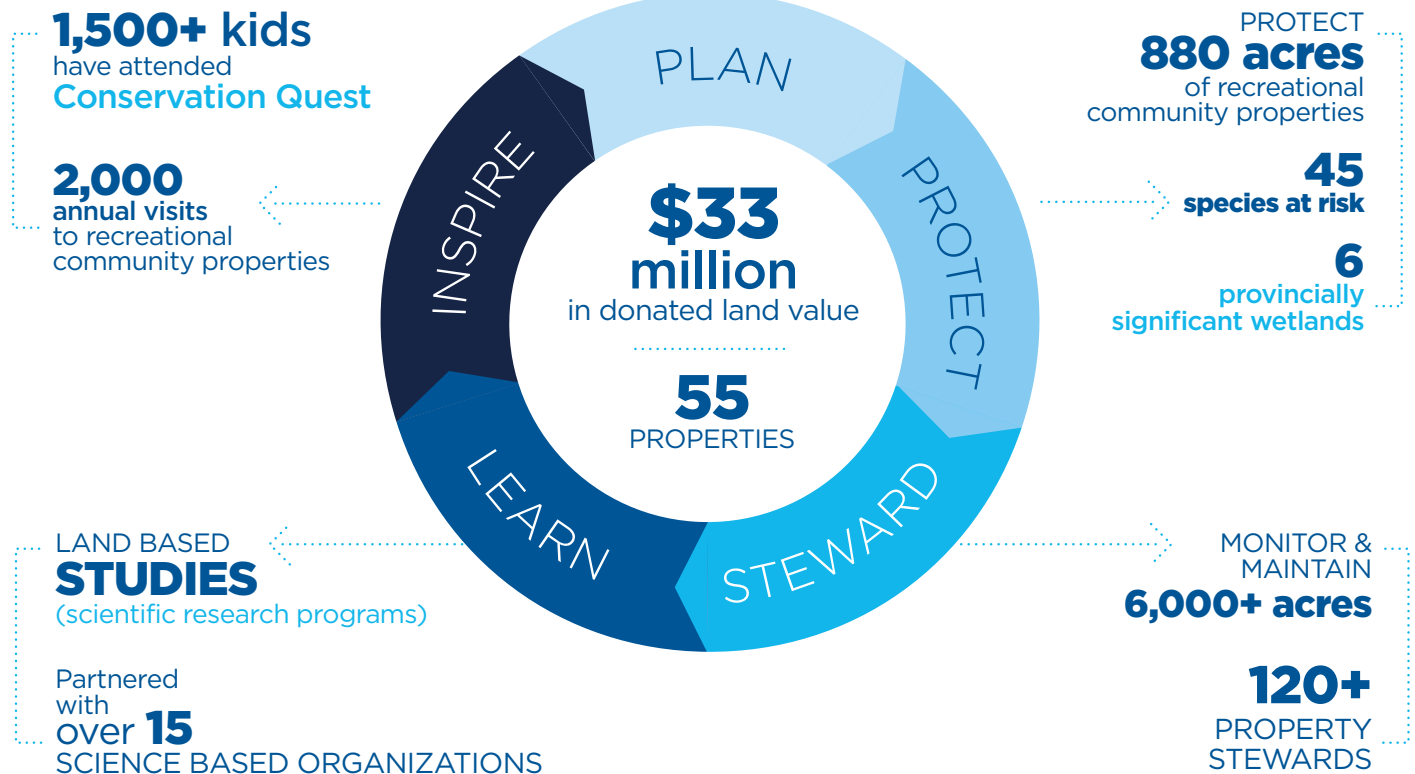 1,500+ kids
have attended
Conservation Quest
2,000
annual visits
to recreational
community properties
PLAN
PROTECT
STEWARD
LEARN
INSPIRE
$33
million
in donated land value
55
PROPERTIES
PROTECT
880 acres
of recreational
community properties
45
species at risk
6
provincially
significant wetlands
LAND BASED
STUDIES
(scientific research programs)
Partnered
with
over 15
SCIENCE BASED ORGANIZATIONS
MONITOR &
MAINTAIN
6,000+ acres
120+
PROPERTY
STEWARDS